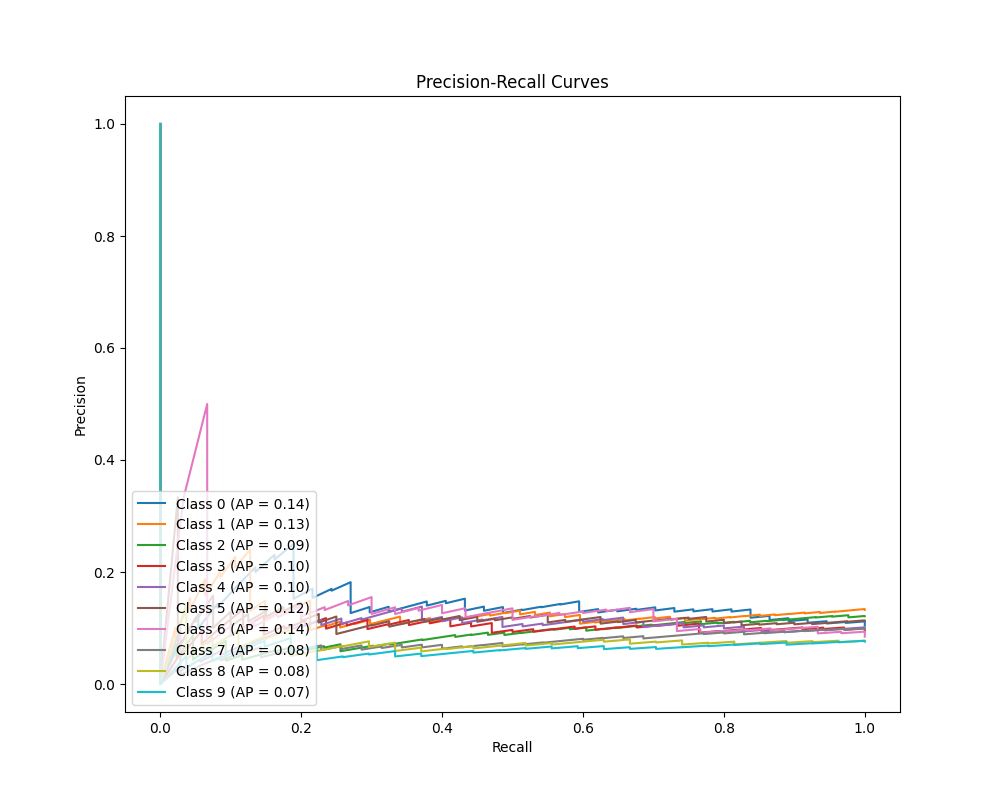 Precision-Recall Curves
1.0
0.8
0.6
0.4
0.2
0.0
Precision
Class 0 (AP = 0.14)
Class 1 (AP = 0.13)
Class 2 (AP = 0.09)
Class 3 (AP = 0.10)
Class 4 (AP = 0.10)
Class 5 (AP = 0.12)
Class 6 (AP = 0.14)
Class 7 (AP = 0.08)
Class 8 (AP = 0.08)
Class 9 (AP = 0.07)
0.0 0.2 0.4 0.6 0.8 1.0
Recall